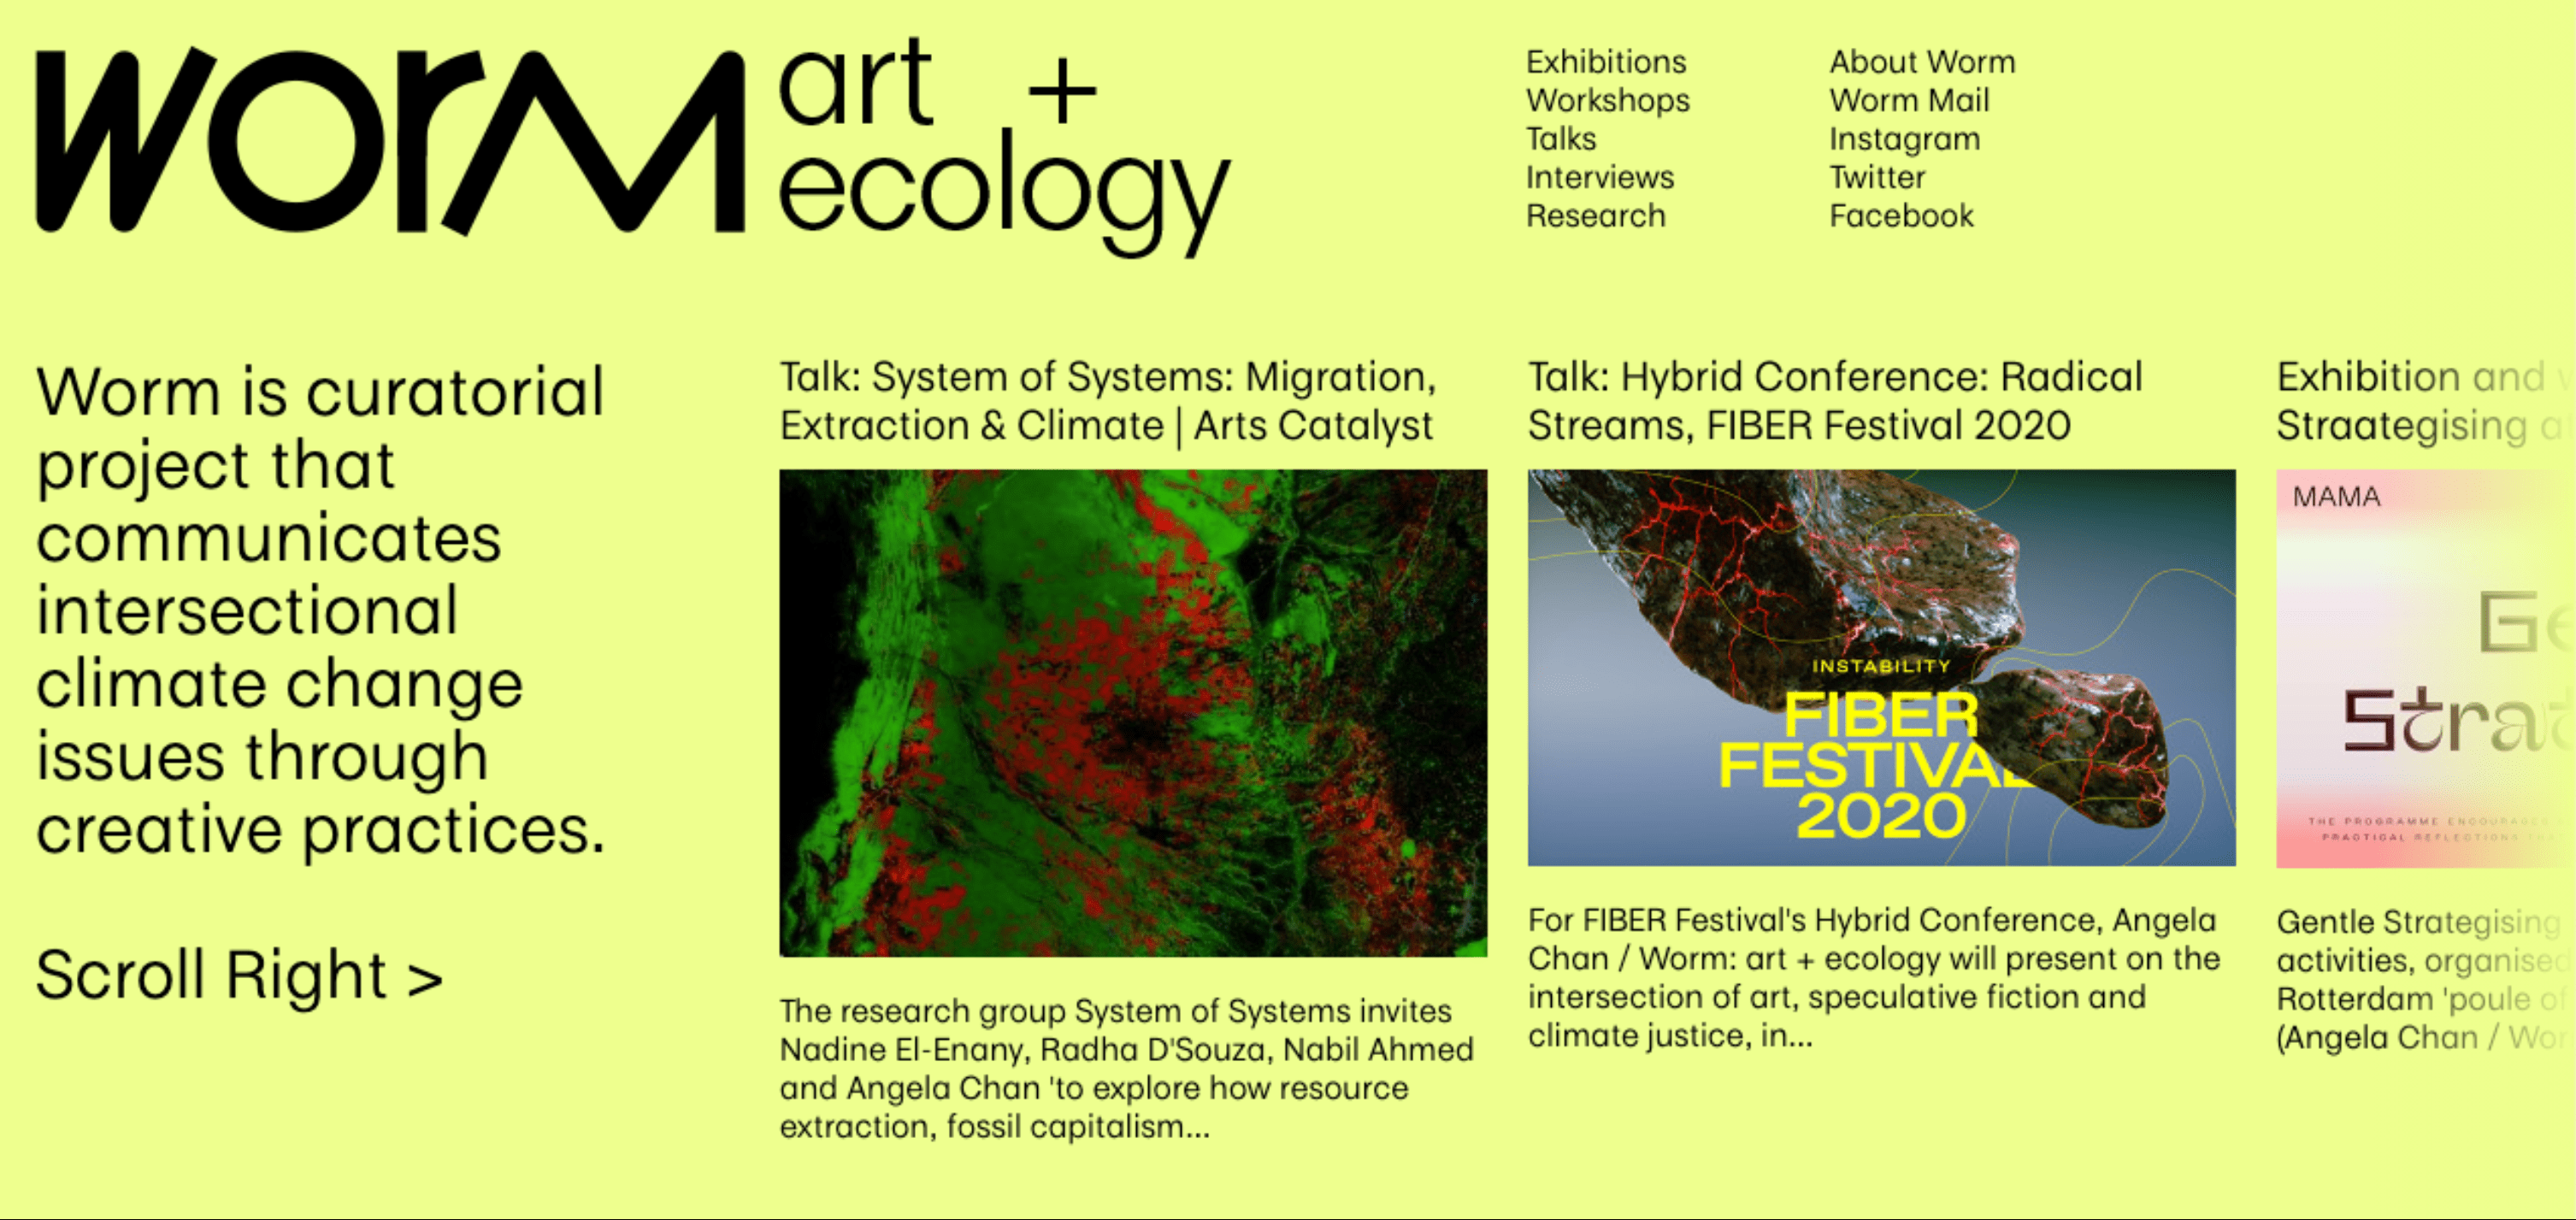 worm art +
ecology
Exhibitions
Workshops
Talks
Interviews
Research
About Worm
Worm Mail
Instagram
Twitter
Facebook
Worm is curatorial
project that
communicates
intersectional
climate change
issues through
creative practices.
Scroll Right >
Talk: System of Systems: Migration,
Extraction & Climate | Arts Catalyst
The research group System of Systems invites
Nadine El-Enany, Radha D'Souza, Nabil Ahmed
and Angela Chan 'to explore how resource
extraction, fossil capitalism...
Talk: Hybrid Conference: Radical
Streams, FIBER Festival 2020
INSTABILITY
FIBER
FESTIVAL
2020
For FIBER Festival's Hybrid Conference, Angela
Chan / Worm: art + ecology will present on the
intersection of art, speculative fiction and
climate justice, in...
Exhibition and
Straategising
MAMA
THE PROGRAMME ENCOURAGES
PRACTICAL REFLECTIONS
Gentle Strategising
activities, organised
Rotterdam 'poule of
(Angela Chan / Wor